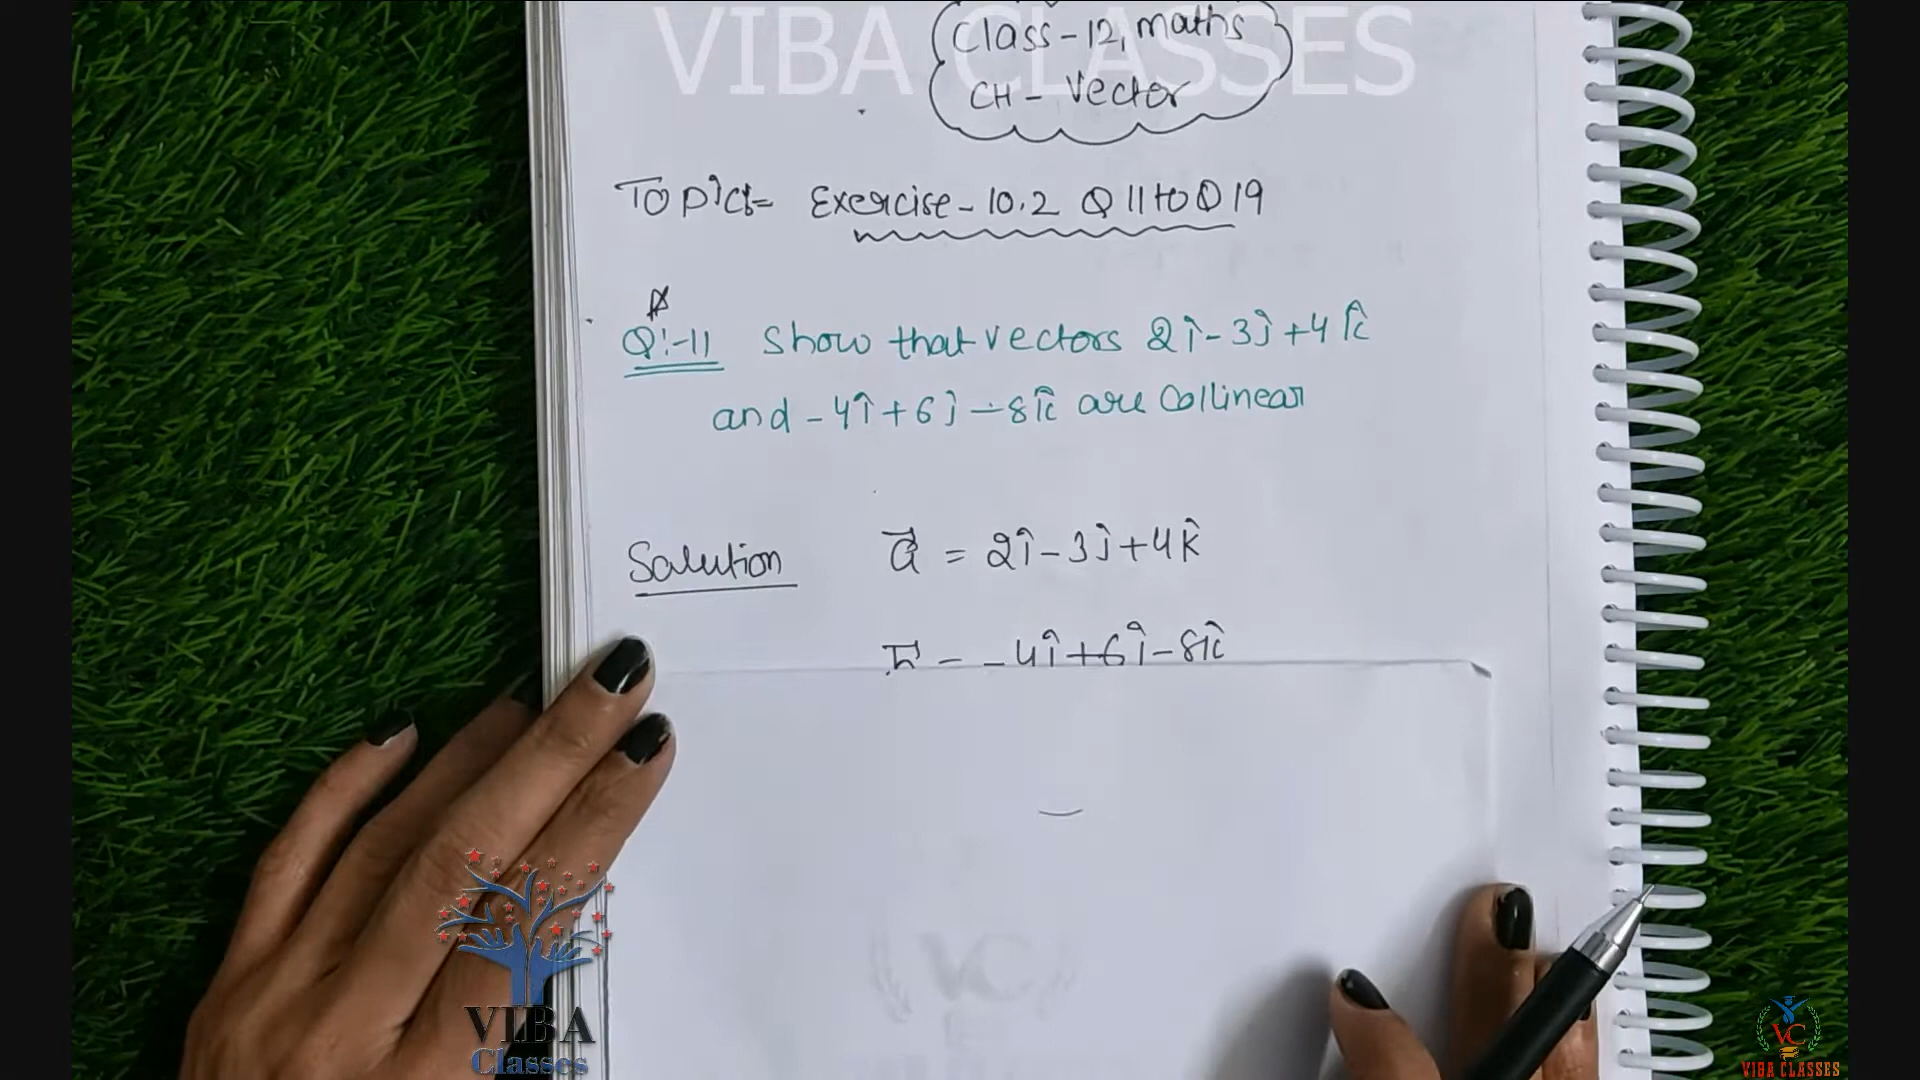 VIBA CLASSES
Class-12, maths
CH - Vector
TOPIC:= Exercise-10.2 Q11 to Q19
Q:-11 Show that vectors 2î-3ĵ+4k̂
and -4î+6ĵ-8k̂ are Collinear
Solution a⃗ = 2î-3ĵ+4k̂
b⃗ = -4î+6ĵ-8k̂
VC
VIBA
Classes
VC
VIBA CLASSES